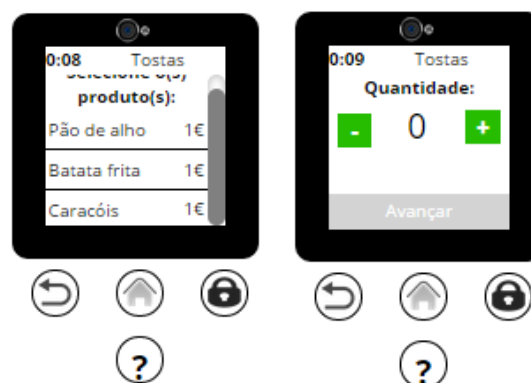 0:08 Tostas
Selecione o(s)
produto(s):
Pão de alho 1€
Batata frita 1€
Caracóis 1€
?
0:09 Tostas
Quantidade:
- 0 +
Avançar
?